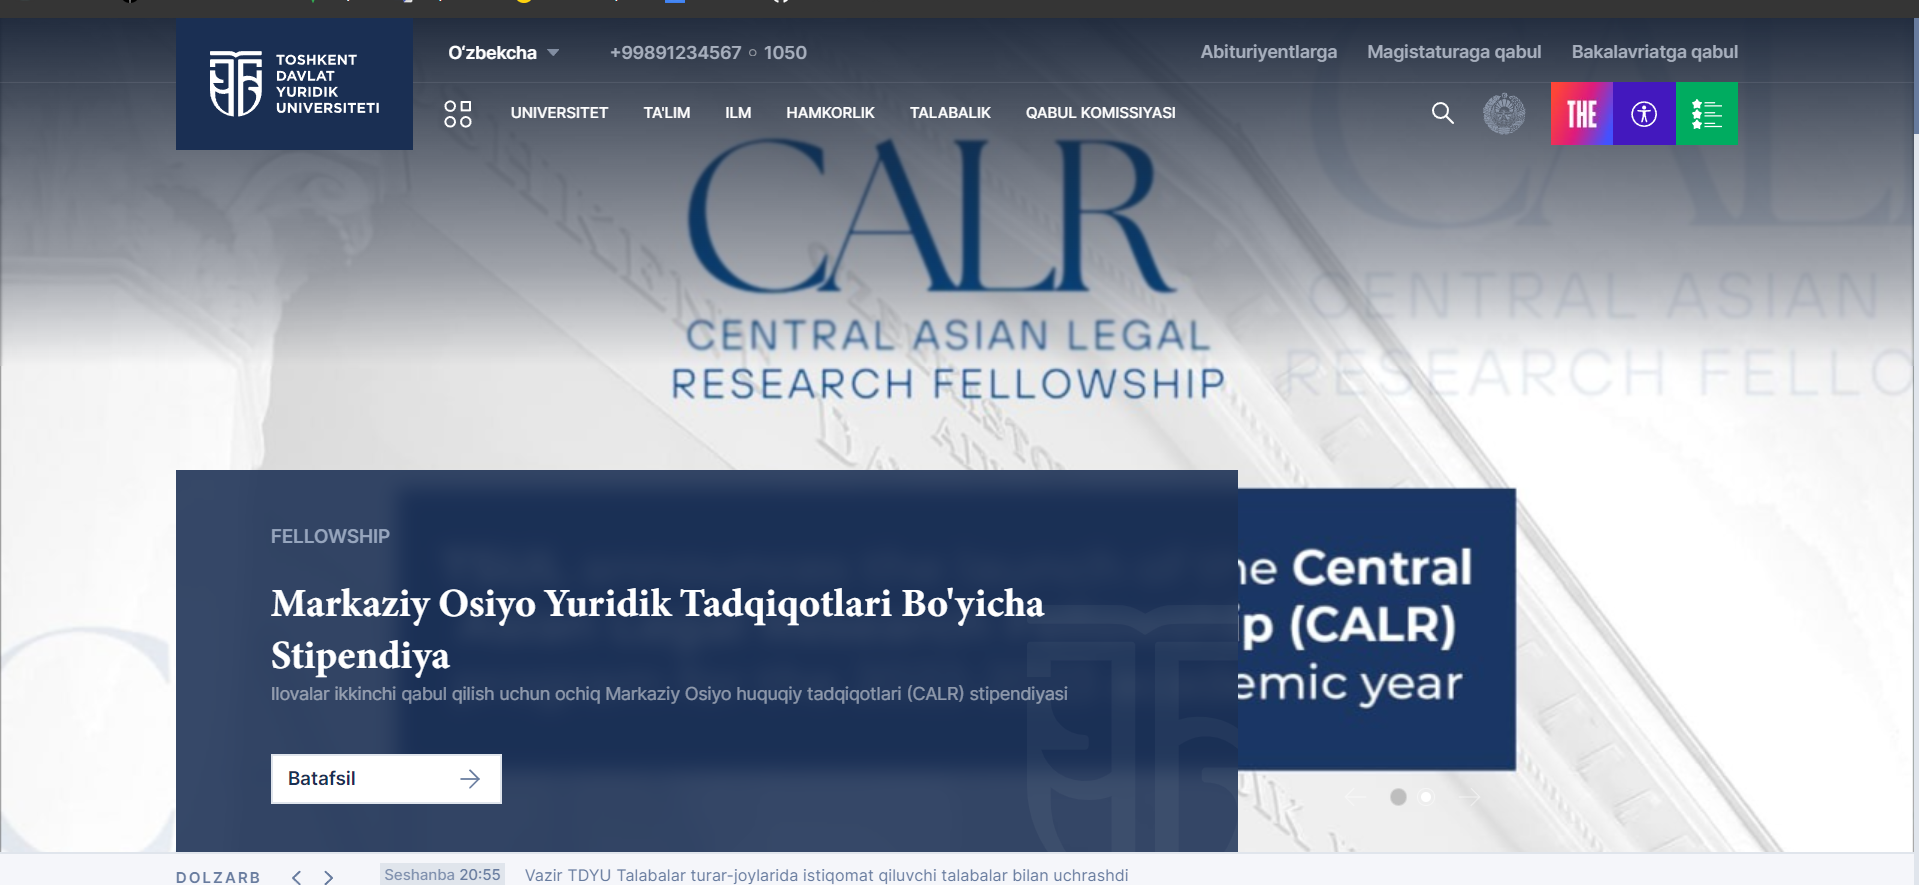 TOSHKENT
DAVLAT
YURIDIK
UNIVERSITETI
O‘zbekcha
+99891234567 ○ 1050
Abituriyentlarga Magistaturaga qabul Bakalavriatga qabul
UNIVERSITET TA'LIM ILM HAMKORLIK TALABALIK QABUL KOMISSIYASI
THE
CALR
CENTRAL ASIAN LEGAL
RESEARCH FELLOWSHIP
CENTRAL ASIAN
RESEARCH FELLO
FELLOWSHIP
Markaziy Osiyo Yuridik Tadqiqotlari Bo'yicha
Stipendiya
Ilovalar ikkinchi qabul qilish uchun ochiq Markaziy Osiyo huquqiy tadqiqotlari (CALR) stipendiyasi
Batafsil
he Central
ip (CALR)
emic year
DOLZARB
Seshanba 20:55 Vazir TDYU Talabalar turar-joylarida istiqomat qiluvchi talabalar bilan uchrashdi